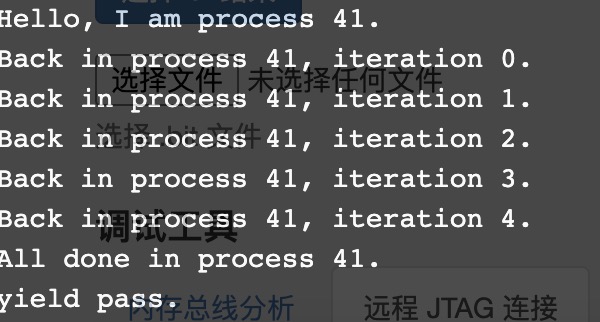 Hello, I am process 41.
Back in process 41, iteration 0.
选择文件 未选择任何文件
Back in process 41, iteration 1.
Back in process 41, iteration 2.
选择 .bit 文件
Back in process 41, iteration 3.
Back in process 41, iteration 4.
调试工具
All done in process 41.
yield pass.
内存总线分析 远程 JTAG 连接